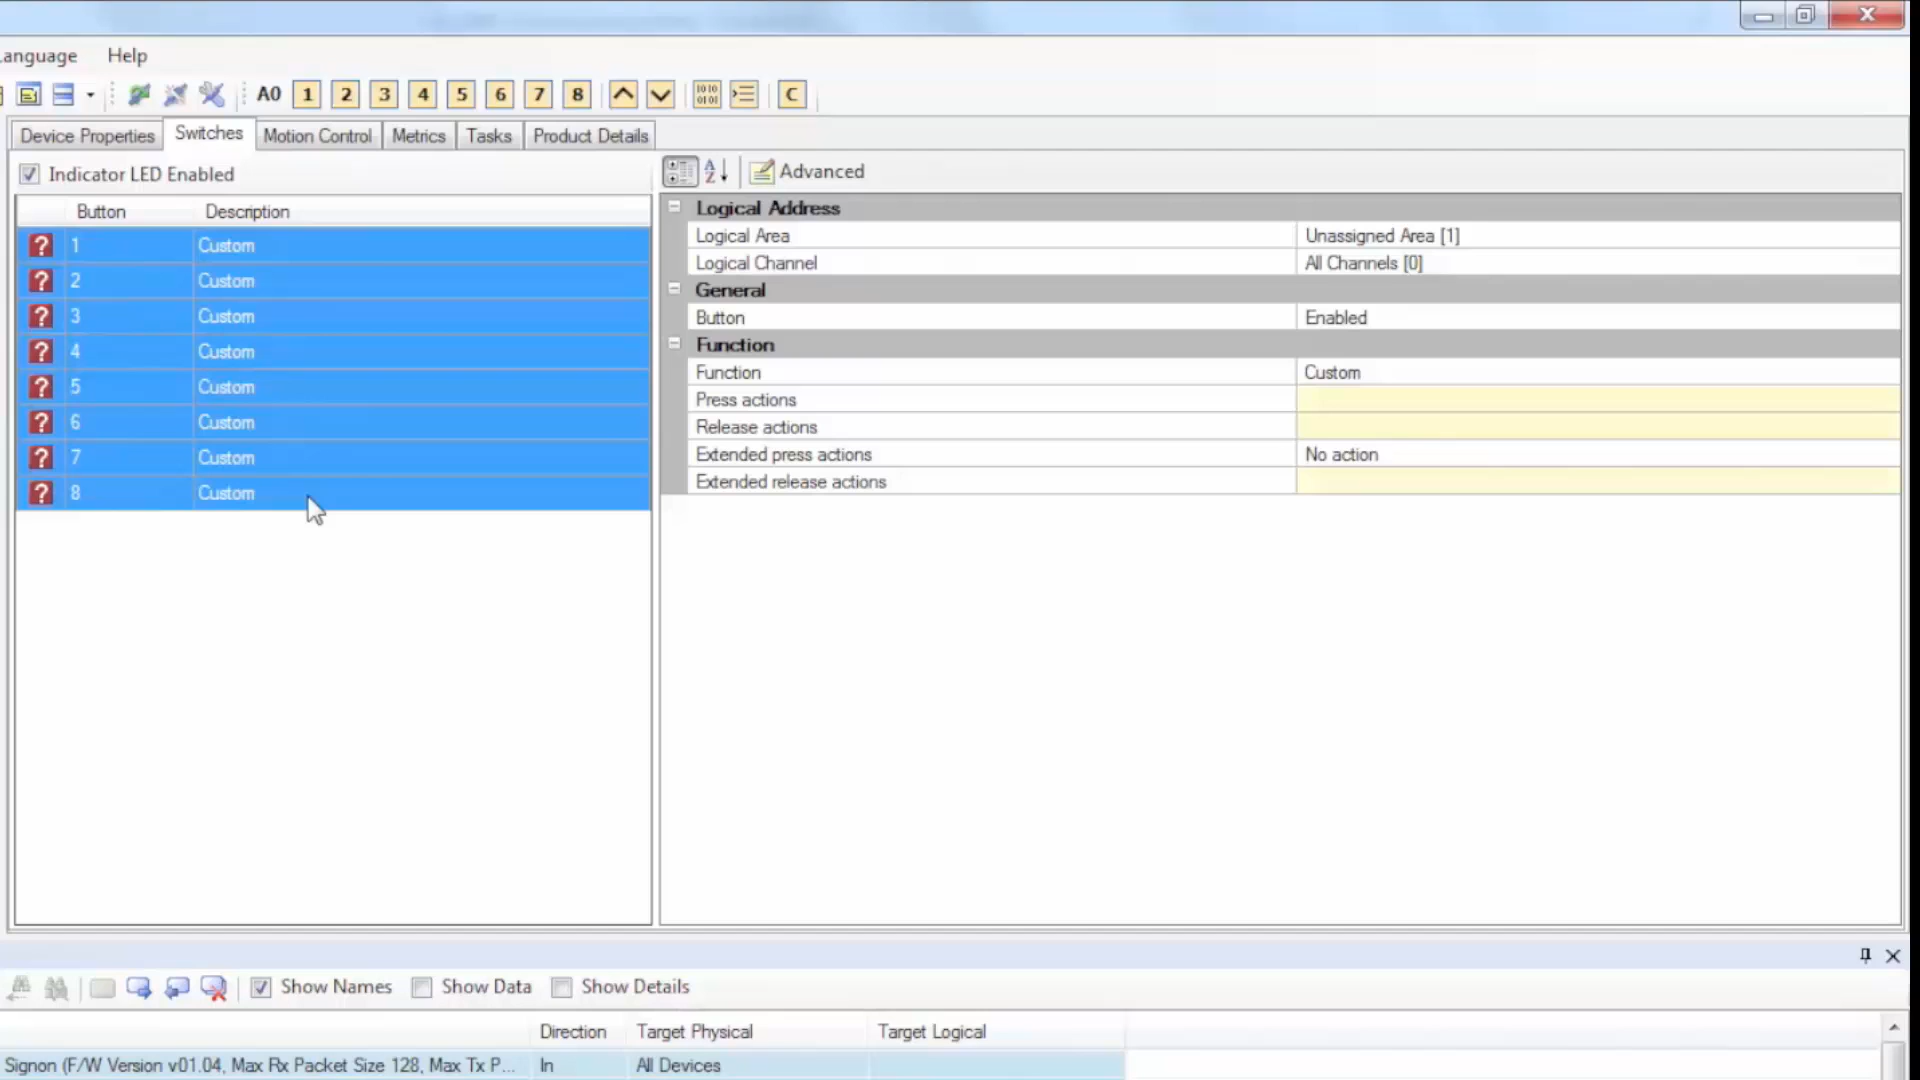 Language Help
A0 1 2 3 4 5 6 7 8 C
Device Properties Switches Motion Control Metrics Tasks Product Details
Indicator LED Enabled
Advanced
Button Description
1 Custom
2 Custom
3 Custom
4 Custom
5 Custom
6 Custom
7 Custom
8 Custom
Logical Address
Logical Area Unassigned Area [1]
Logical Channel All Channels [0]
General
Button Enabled
Function
Function Custom
Press actions
Release actions
Extended press actions No action
Extended release actions
Show Names Show Data Show Details
Direction Target Physical Target Logical
Signon (F/W Version v01.04, Max Rx Packet Size 128, Max Tx P... In All Devices